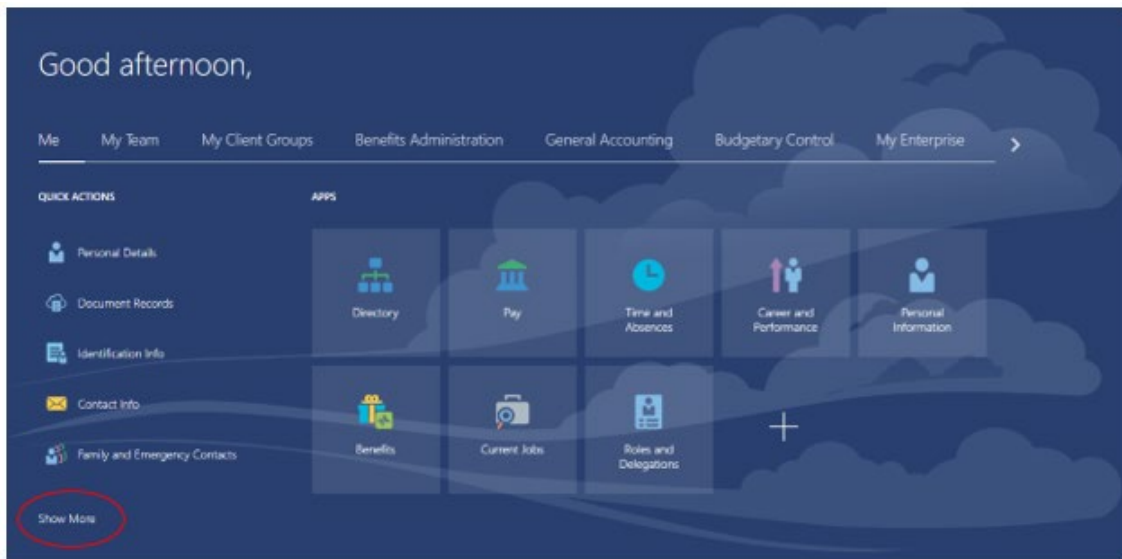 Good afternoon,
Me My Team My Client Groups Benefits Administration General Accounting Budgetary Control My Enterprise
QUICK ACTIONS
Personal Details
Document Records
Identification Info
Contact Info
Family and Emergency Contacts
Show More
APPS
Directory
Pay
Time and
Absences
Career and
Performance
Personal
Information
Benefits
Current Jobs
Roles and
Delegations